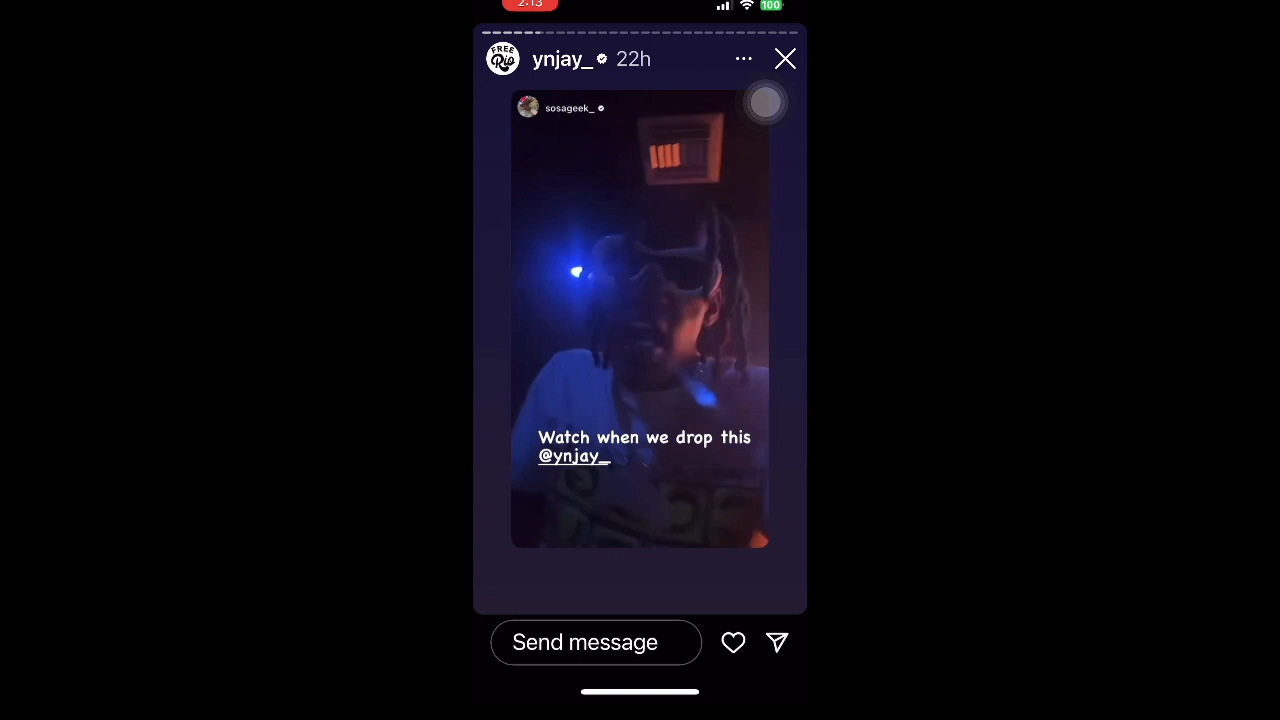 2:13
100
FREE
Rio
ynjay_ 22h
sosageek_
Watch when we drop this
@ynjay_
Send message